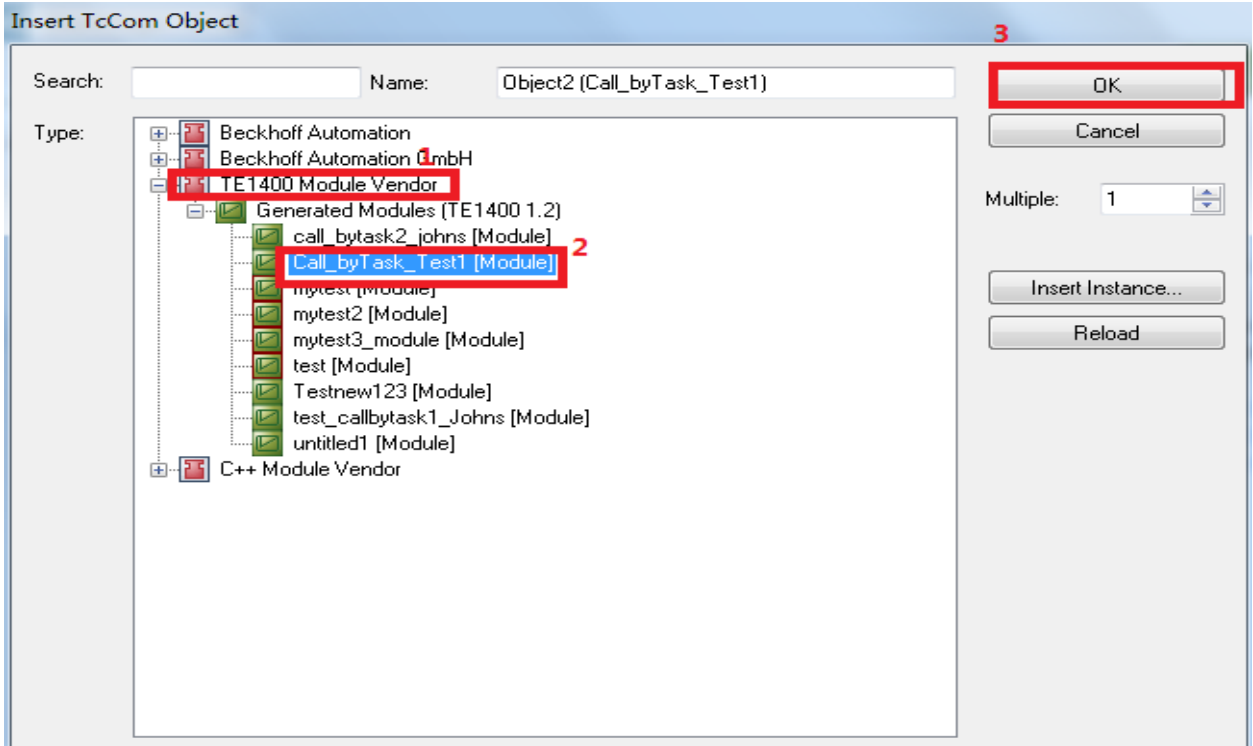 Insert TcCom Object
3
Search: Name: Object2 (Call_byTask_Test1) OK
Type: Beckhoff Automation Cancel
Beckhoff Automation GmbH
1
TE1400 Module Vendor
Multiple: 1
Generated Modules (TE1400 1.2)
call_bytask2_johns [Module]
2
Call_byTask_Test1 [Module]
mytest [Module]
Insert Instance...
mytest2 [Module]
mytest3_module [Module]
Reload
test [Module]
Testnew123 [Module]
test_callbytask1_Johns [Module]
untitled1 [Module]
C++ Module Vendor